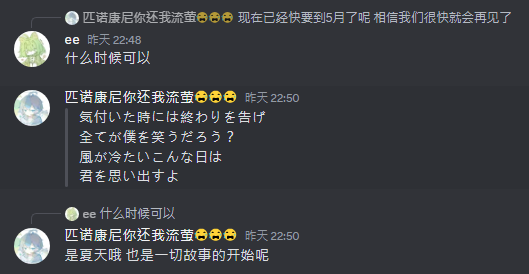 匹诺康尼你还我流萤😭😭😭 现在已经快要到5月了呢 相信我们很快就会再见了
ee 昨天 22:48
什么时候可以
匹诺康尼你还我流萤😭😭😭 昨天 22:50
気付いた時には終わりを告げ
全てが僕を笑うだろう？
風が冷たいこんな日は
君を思い出すよ
ee 什么时候可以
匹诺康尼你还我流萤😭😭😭 昨天 22:50
是夏天哦 也是一切故事的开始呢